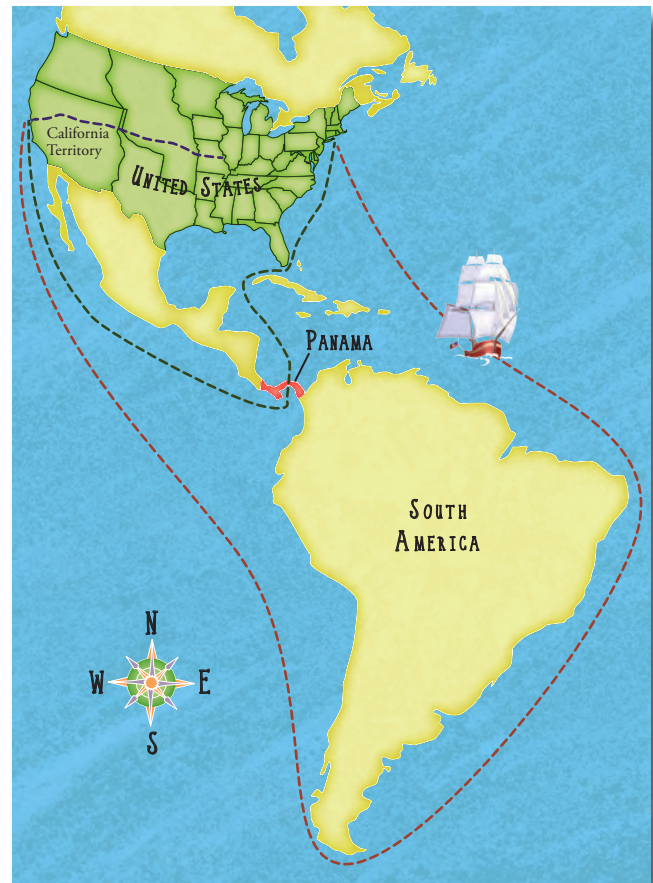 California
Territory
UNITED STATES
PANAMA
SOUTH
AMERICA
N
W E
S